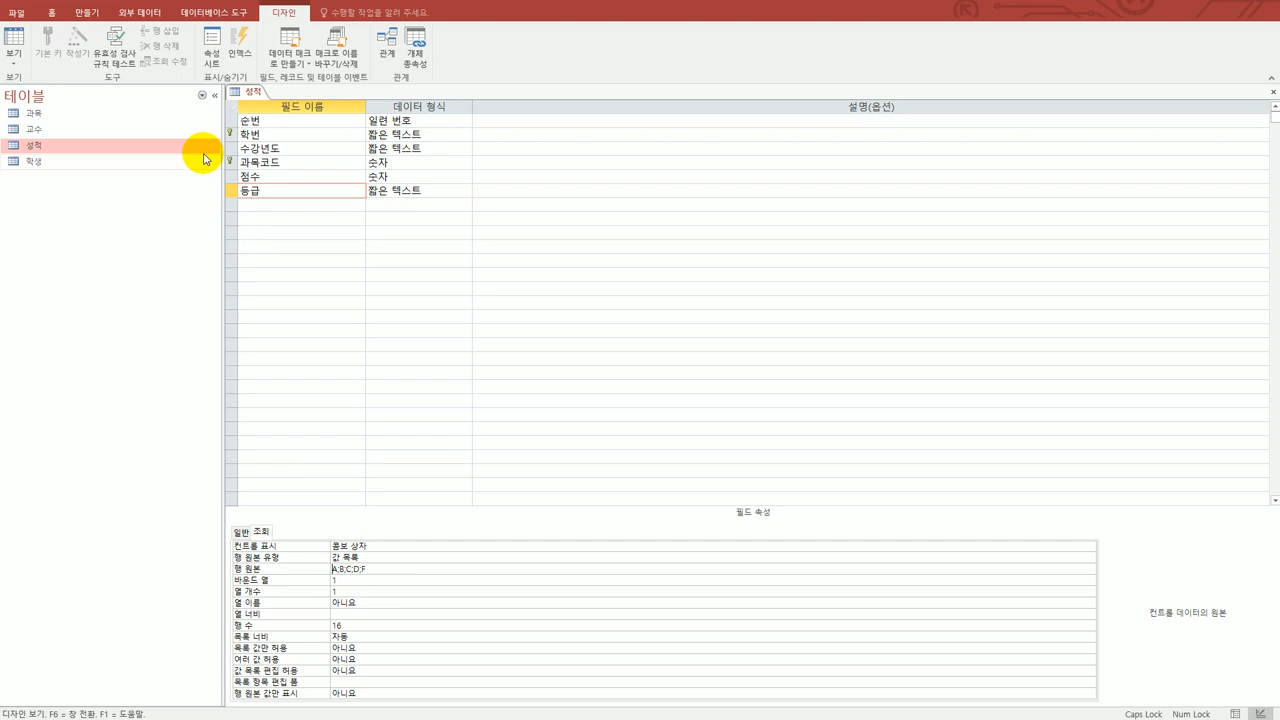 파일 홈 만들기 외부 데이터 데이터베이스 도구 디자인 수행할 작업을 알려 주세요.
보기
기본 키 작성기 유효성 검사 규칙 테스트
행 삽입
행 삭제
조회 수정
속성 시트
인덱스
데이터 매크로 만들기
매크로 이름 바꾸기/삭제
관계
개체 종속성
보기 도구 표시/숨기기 필드, 레코드 및 테이블 이벤트 관계
테이블
과목
교수
성적
학생
성적
필드 이름 데이터 형식 설명(옵션)
순번 일련 번호
학번 짧은 텍스트
수강년도 짧은 텍스트
과목코드 숫자
점수 숫자
등급 짧은 텍스트
필드 속성
일반 조회
컨트롤 표시 콤보 상자
행 원본 유형 값 목록
행 원본 A;B;C;D;F
바운드 열 1
열 개수 1
열 이름 아니요
열 너비
행 수 16
목록 너비 자동
목록 값만 허용 아니요
여러 값 허용 아니요
값 목록 편집 허용 아니요
목록 항목 편집 폼
행 원본 값만 표시 아니요
컨트롤 데이터의 원본
디자인 보기. F6 = 창 전환. F1 = 도움말.
Caps Lock Num Lock